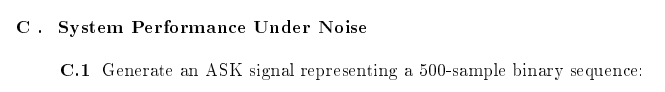 C . System Performance Under Noise
C.1 Generate an ASK signal representing a 500-sample binary sequence: